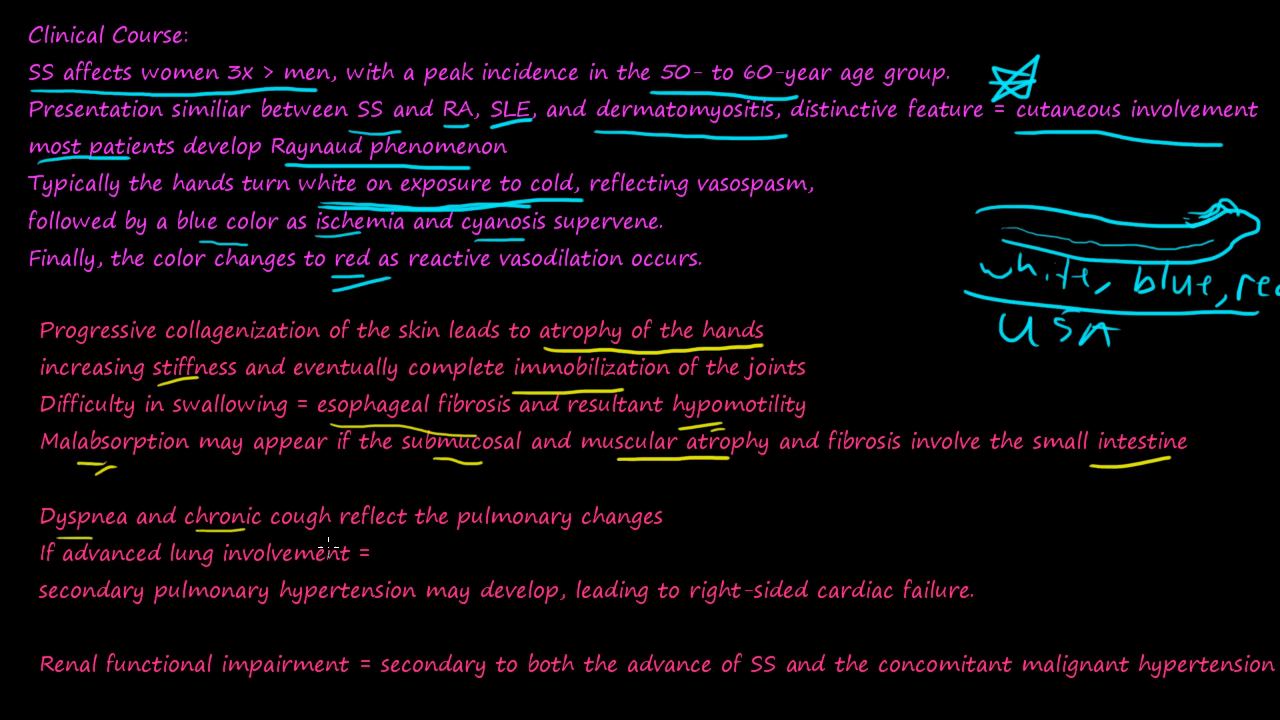 Clinical Course:
SS affects women 3x > men, with a peak incidence in the 50- to 60-year age group.
Presentation similiar between SS and RA, SLE, and dermatomyositis, distinctive feature = cutaneous involvement
most patients develop Raynaud phenomenon
Typically the hands turn white on exposure to cold, reflecting vasospasm,
followed by a blue color as ischemia and cyanosis supervene.
Finally, the color changes to red as reactive vasodilation occurs.
white, blue, red
USA
Progressive collagenization of the skin leads to atrophy of the hands
increasing stiffness and eventually complete immobilization of the joints
Difficulty in swallowing = esophageal fibrosis and resultant hypomotility
Malabsorption may appear if the submucosal and muscular atrophy and fibrosis involve the small intestine
Dyspnea and chronic cough reflect the pulmonary changes
If advanced lung involvement =
secondary pulmonary hypertension may develop, leading to right-sided cardiac failure.
Renal functional impairment = secondary to both the advance of SS and the concomitant malignant hypertension